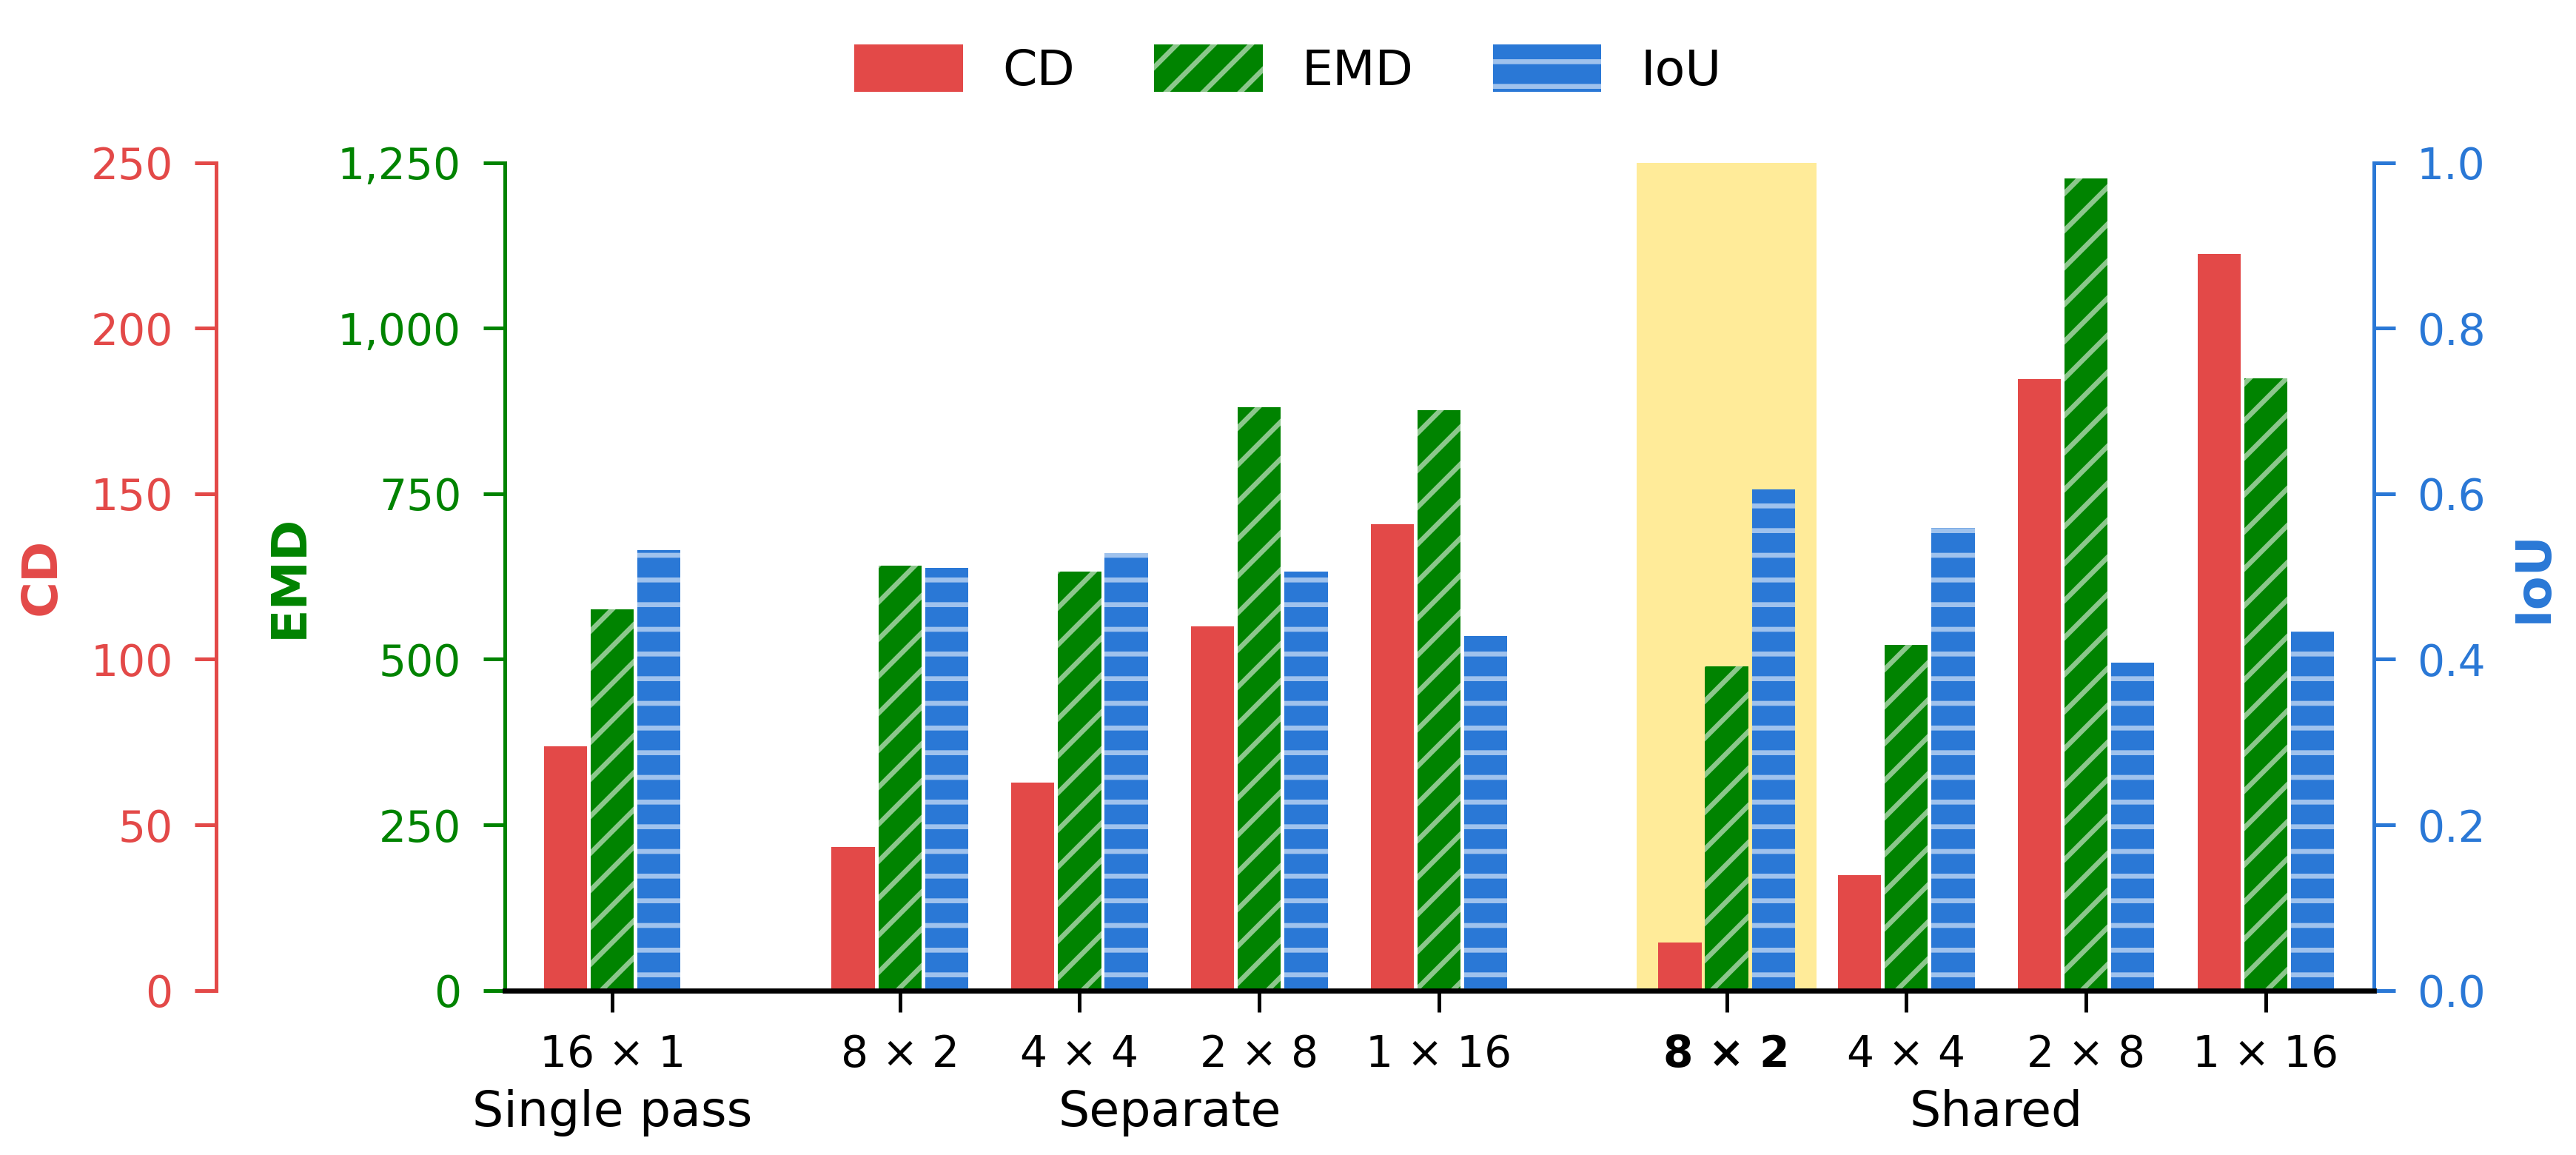 CD EMD IoU
250 1,250 1.0
200 1,000 0.8
150 750 0.6
100 500 0.4
50 250 0.2
0 0 0.0
CD
EMD
IoU
16 × 1 8 × 2 4 × 4 2 × 8 1 × 16 8 × 2 4 × 4 2 × 8 1 × 16
Single pass Separate Shared